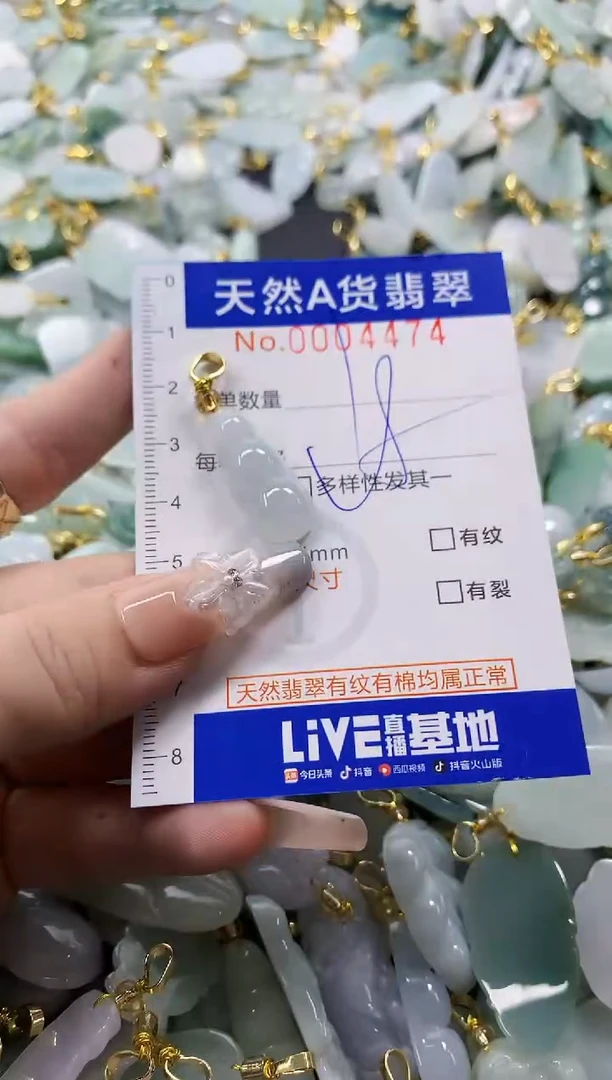 天然A货翡翠
No.0004474
0
1
2
3
4
5
8
单数量
每
多样性发其一
mm
□有纹
尺寸
□有裂
天然翡翠有纹有棉均属正常
LiVE直播基地
今日头条 抖音 西瓜视频 抖音火山版